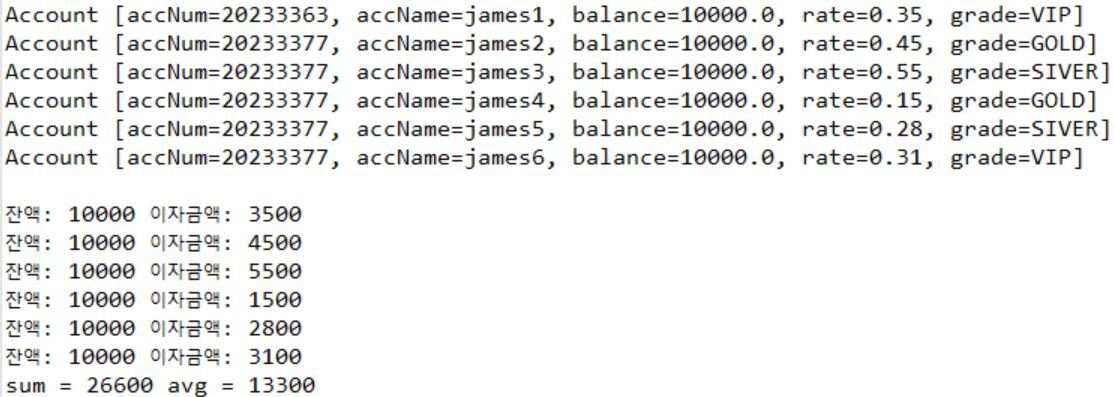 Account [accNum=20233363, accName=james1, balance=10000.0, rate=0.35, grade=VIP]
Account [accNum=20233377, accName=james2, balance=10000.0, rate=0.45, grade=GOLD]
Account [accNum=20233377, accName=james3, balance=10000.0, rate=0.55, grade=SIVER]
Account [accNum=20233377, accName=james4, balance=10000.0, rate=0.15, grade=GOLD]
Account [accNum=20233377, accName=james5, balance=10000.0, rate=0.28, grade=SIVER]
Account [accNum=20233377, accName=james6, balance=10000.0, rate=0.31, grade=VIP]
잔액: 10000 이자금액: 3500
잔액: 10000 이자금액: 4500
잔액: 10000 이자금액: 5500
잔액: 10000 이자금액: 1500
잔액: 10000 이자금액: 2800
잔액: 10000 이자금액: 3100
sum = 26600 avg = 13300